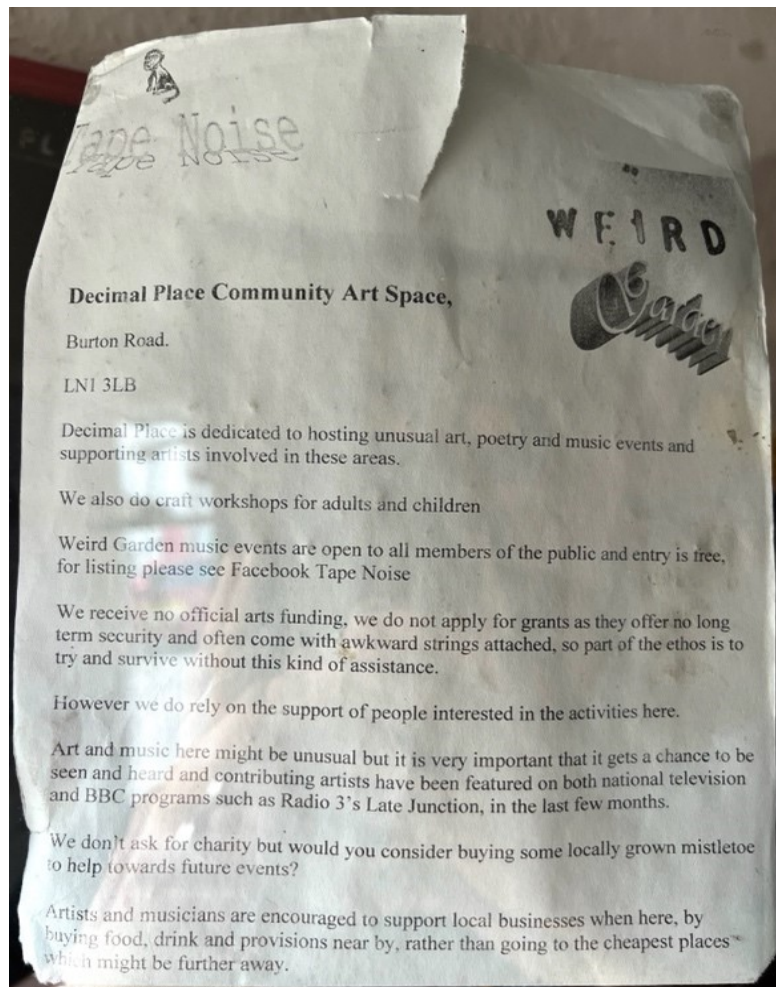 Tape Noise
Tape Noise
WEIRD
Garden
Decimal Place Community Art Space,
Burton Road.
LN1 3LB
Decimal Place is dedicated to hosting unusual art, poetry and music events and
supporting artists involved in these areas.
We also do craft workshops for adults and children
Weird Garden music events are open to all members of the public and entry is free,
for listing please see Facebook Tape Noise
We receive no official arts funding, we do not apply for grants as they offer no long
term security and often come with awkward strings attached, so part of the ethos is to
try and survive without this kind of assistance.
However we do rely on the support of people interested in the activities here.
Art and music here might be unusual but it is very important that it gets a chance to be
seen and heard and contributing artists have been featured on both national television
and BBC programs such as Radio 3's Late Junction, in the last few months.
We don't ask for charity but would you consider buying some locally grown mistletoe
to help towards future events?
Artists and musicians are encouraged to support local businesses when here, by
buying food, drink and provisions near by, rather than going to the cheapest places
which might be further away.